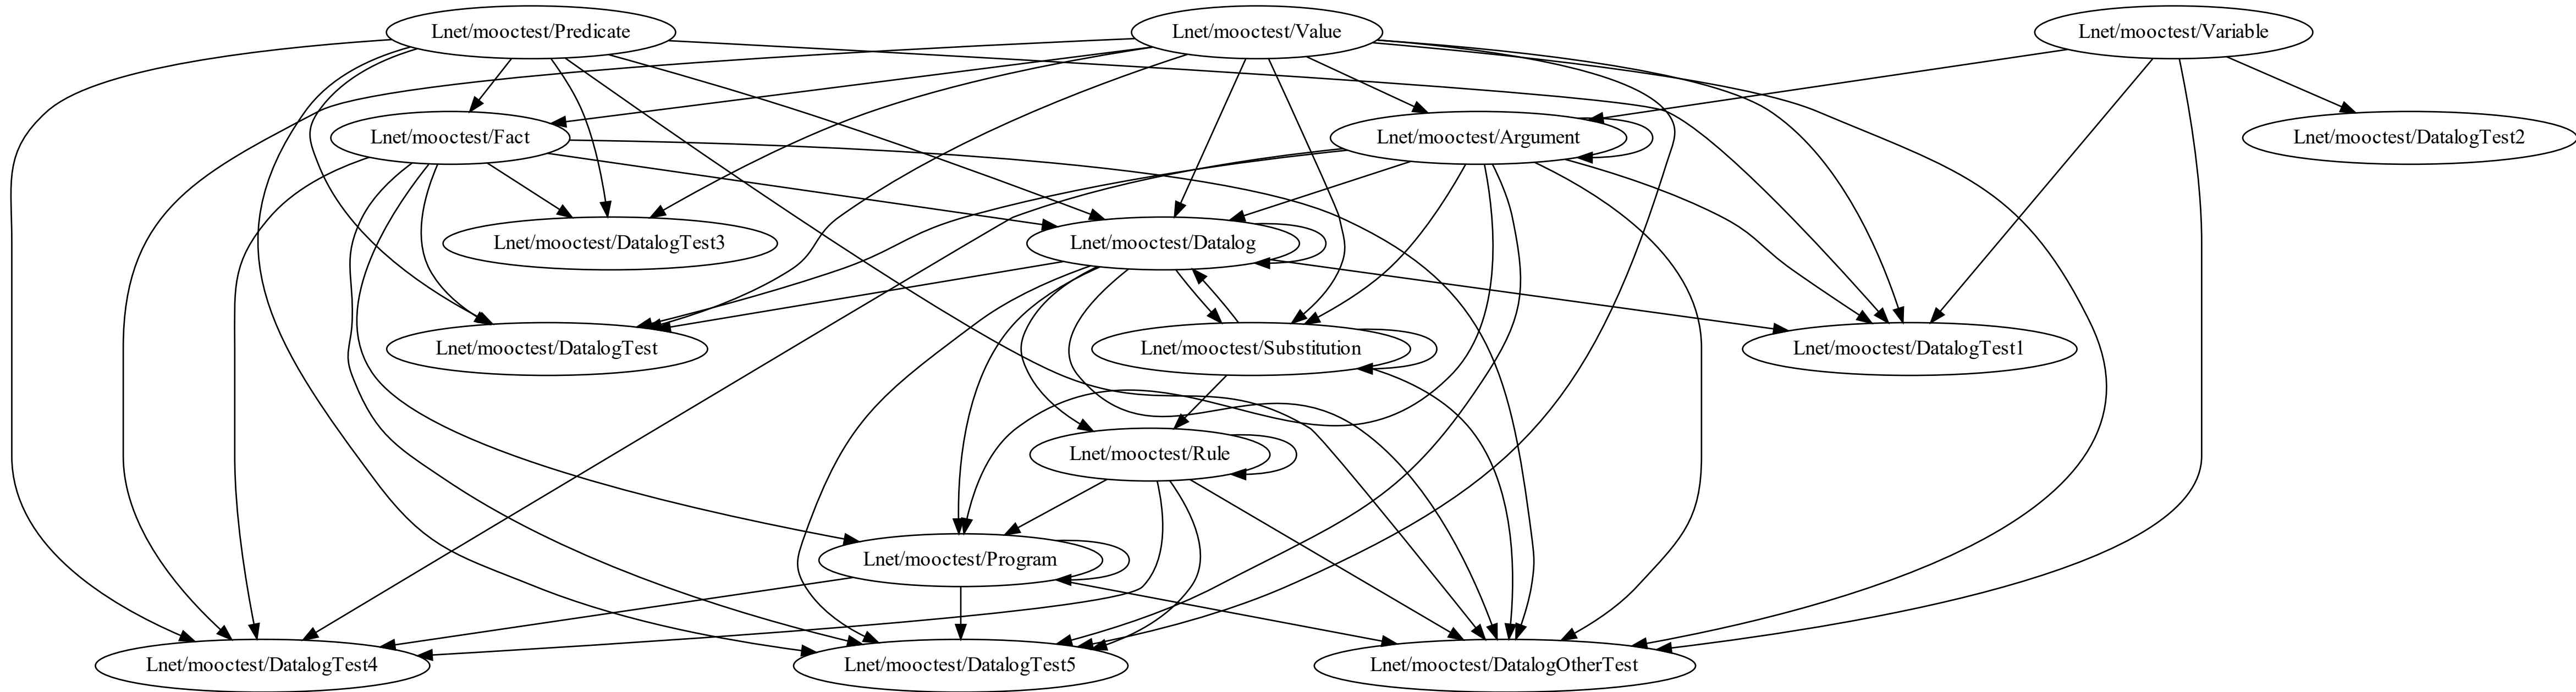 Lnet/mooctest/Predicate
Lnet/mooctest/Value
Lnet/mooctest/Variable
Lnet/mooctest/Fact
Lnet/mooctest/Argument
Lnet/mooctest/DatalogTest2
Lnet/mooctest/DatalogTest3
Lnet/mooctest/Datalog
Lnet/mooctest/DatalogTest
Lnet/mooctest/Substitution
Lnet/mooctest/DatalogTest1
Lnet/mooctest/Rule
Lnet/mooctest/Program
Lnet/mooctest/DatalogTest4
Lnet/mooctest/DatalogTest5
Lnet/mooctest/DatalogOtherTest